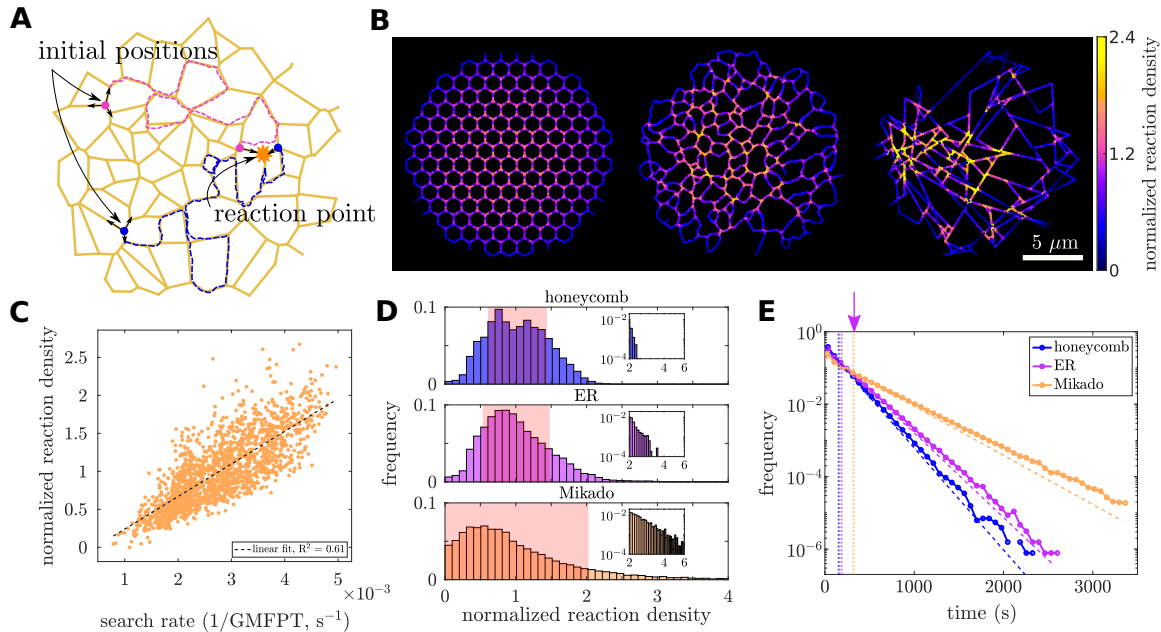 A
initial positions
reaction point
B
5 μm
2.4
1.2
0
normalized reaction density
C
normalized reaction density
2.5
2
1.5
1
0.5
0
linear fit, R² = 0.61
1
2
3
4
5
×10⁻³
search rate (1/GMFPT, s⁻¹)
D
frequency
honeycomb
0.1
0
10⁻²
10⁻⁴
2
4
6
ER
0.1
0
10⁻²
10⁻⁴
2
4
6
Mikado
0.1
0
10⁻²
10⁻⁴
2
4
6
0
1
2
3
4
normalized reaction density
E
frequency
10⁰
10⁻²
10⁻⁴
10⁻⁶
honeycomb
ER
Mikado
0
1000
2000
3000
time (s)